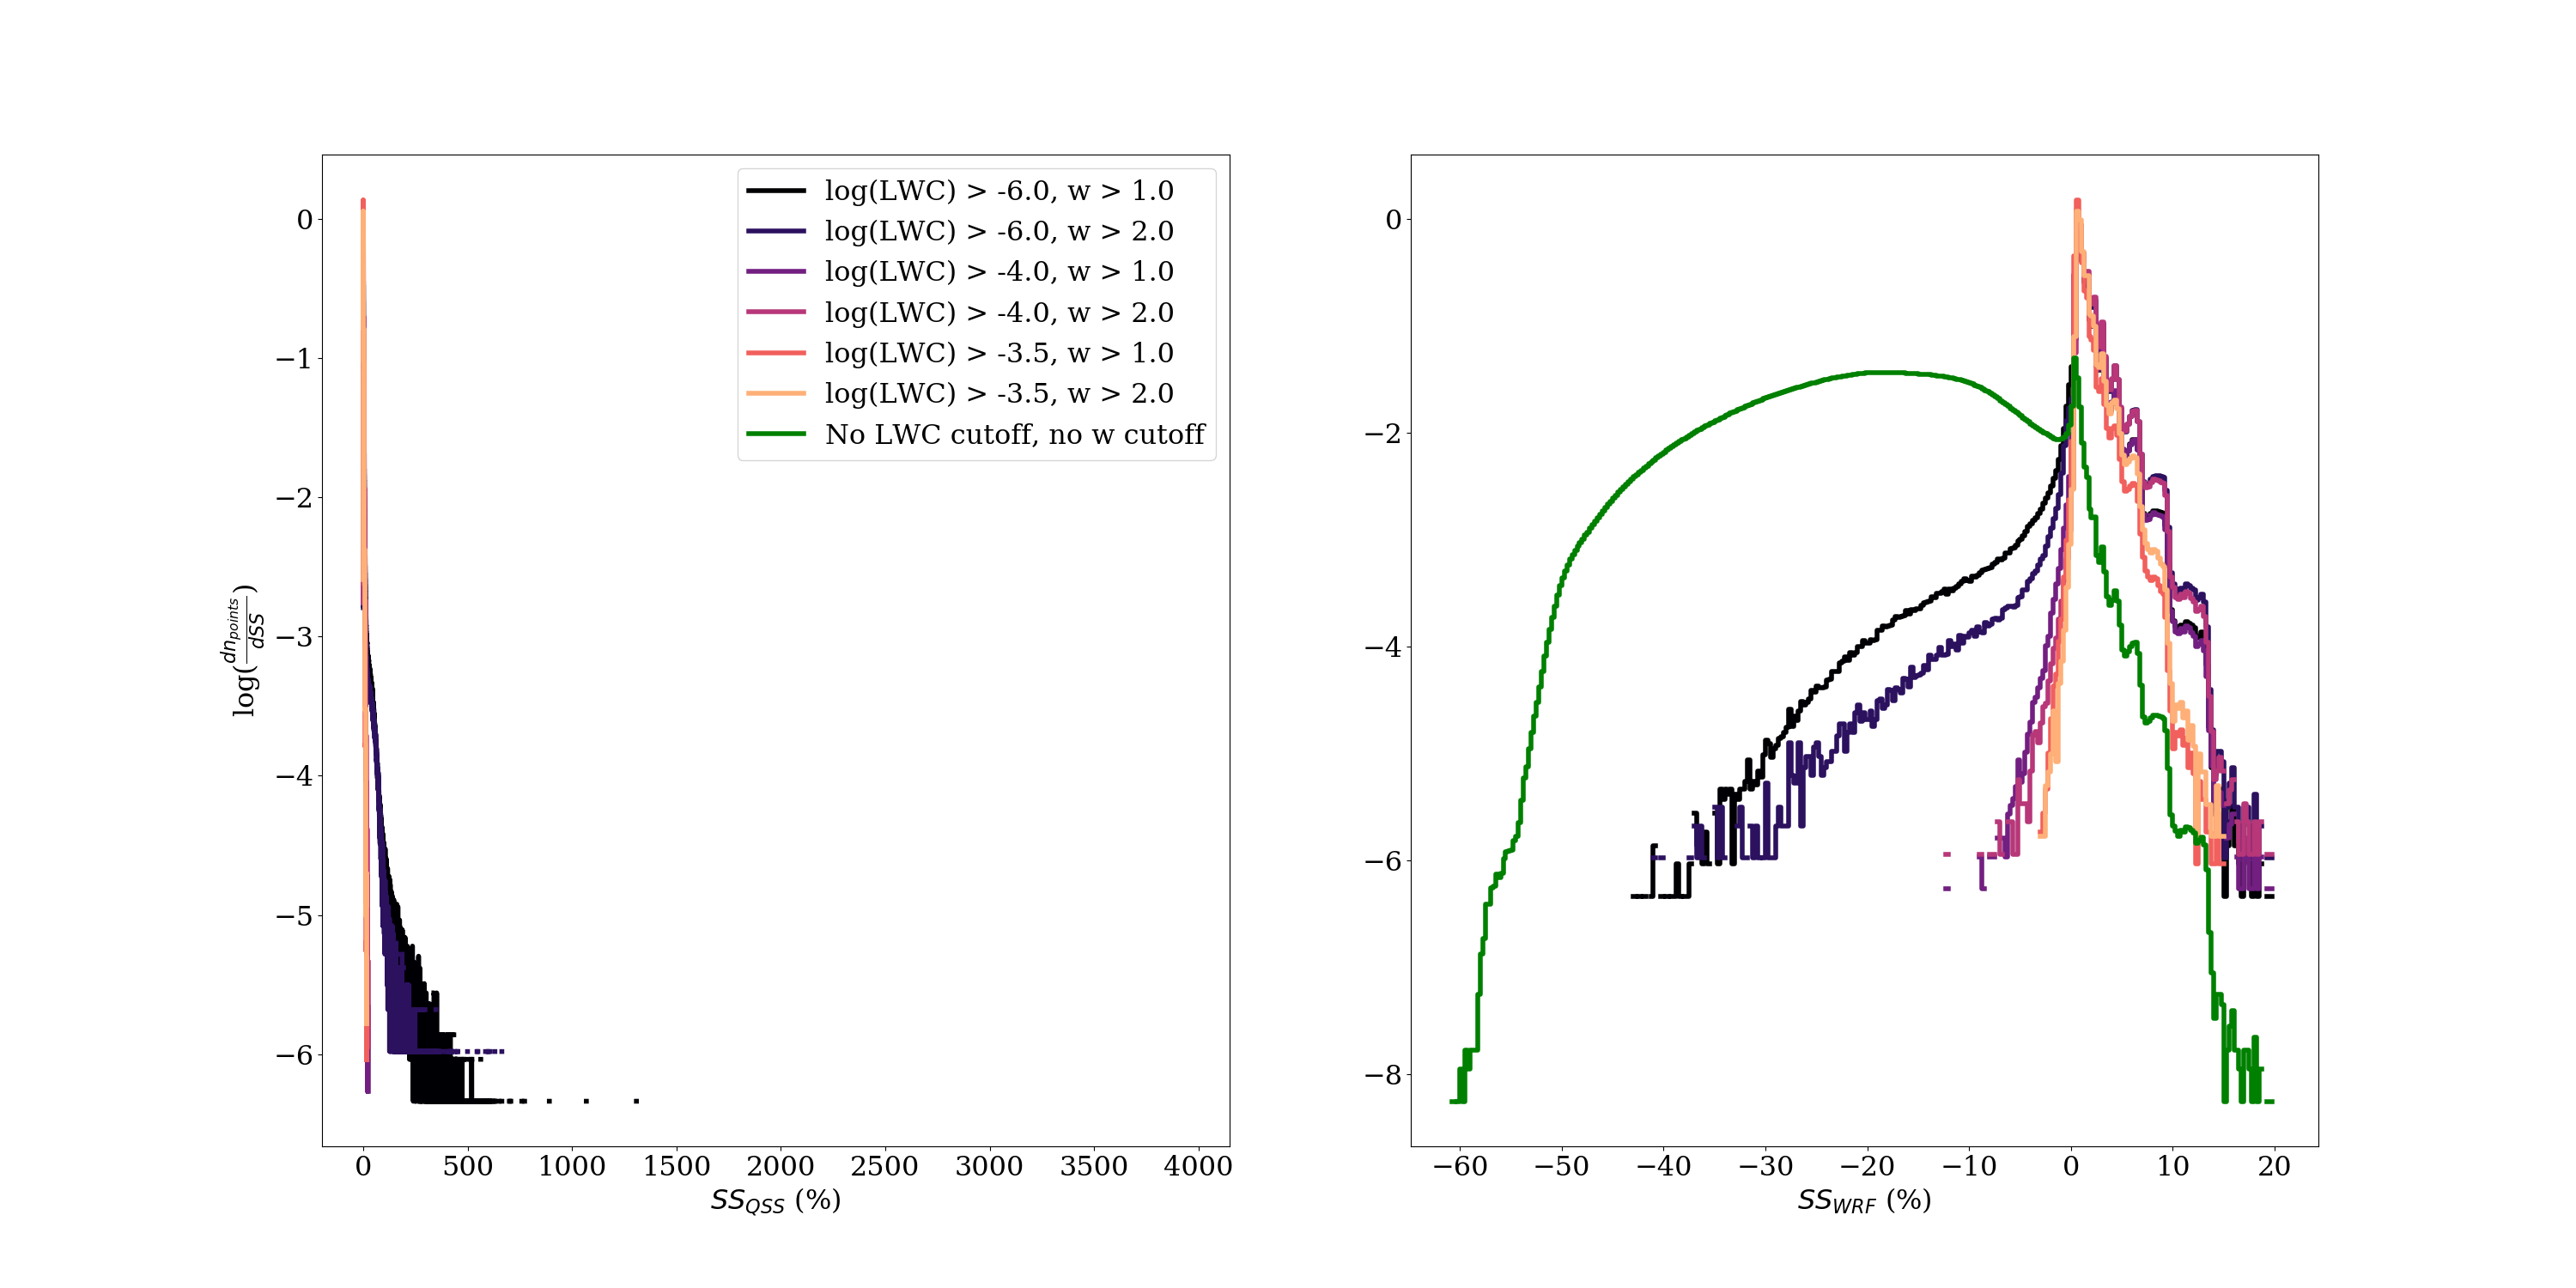 log(LWC) > -6.0, w > 1.0
log(LWC) > -6.0, w > 2.0
log(LWC) > -4.0, w > 1.0
log(LWC) > -4.0, w > 2.0
log(LWC) > -3.5, w > 1.0
log(LWC) > -3.5, w > 2.0
No LWC cutoff, no w cutoff
0
−1
−2
−3
−4
−5
−6
log(dn_points/dSS)
0 500 1000 1500 2000 2500 3000 3500 4000
SS_QSS (%)
0
−2
−4
−6
−8
−60 −50 −40 −30 −20 −10 0 10 20
SS_WRF (%)